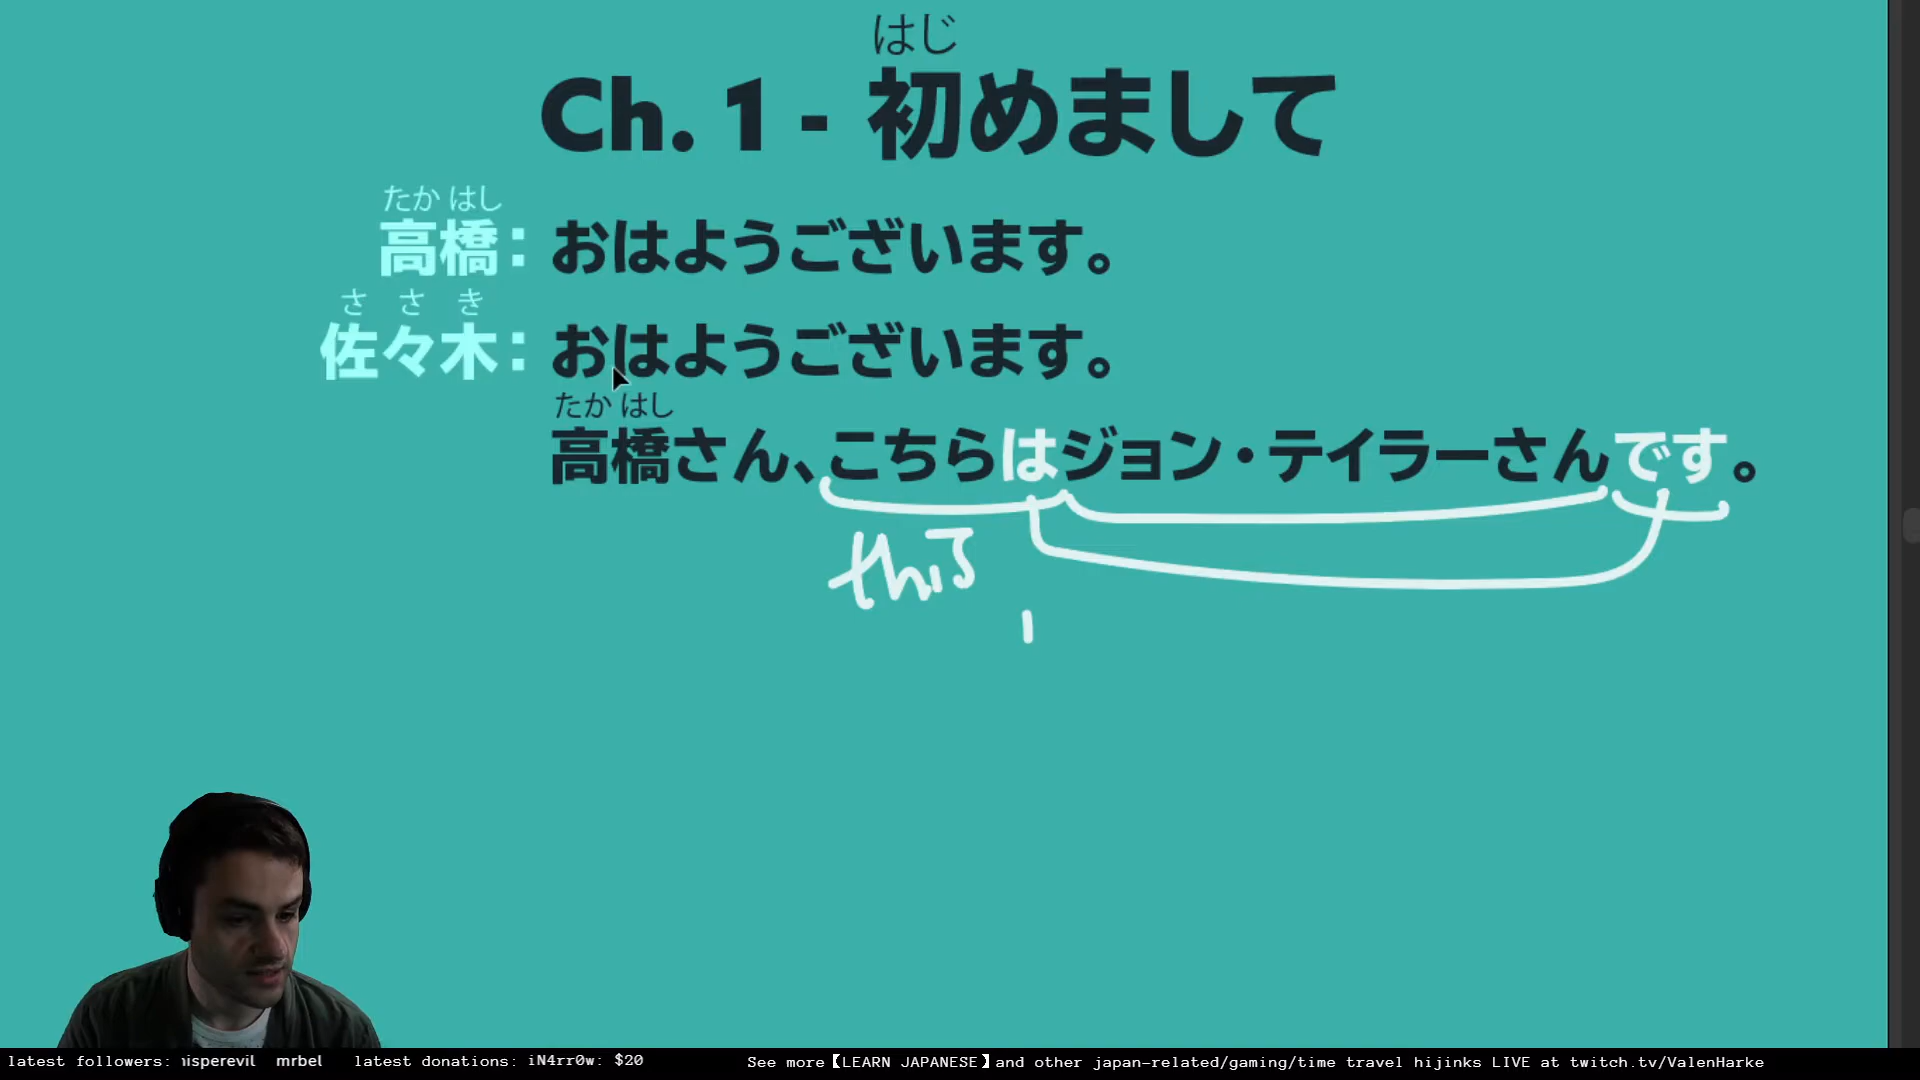 はじ
Ch. 1 - 初めまして
たか はし
高橋： おはようございます。
さ さ き
佐々木： おはようございます。
たか はし
高橋さん、こちらはジョン・テイラーさんです。
this
latest followers: nisperevil mrbel latest donations: iN4rr0w: $20 See more【LEARN JAPANESE】and other japan-related/gaming/time travel hijinks LIVE at twitch.tv/ValenHarke